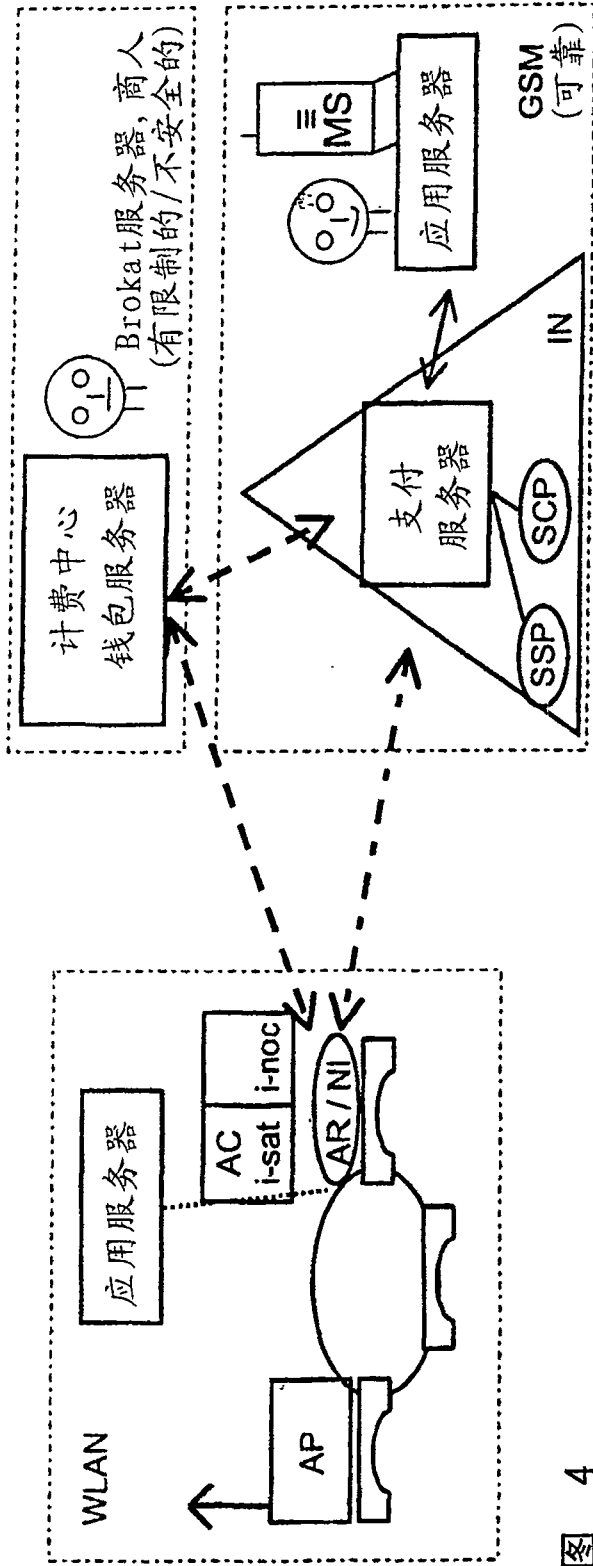 WLAN
AP
应用服务器
AC
i-sat
i-noc
AR / NI
计费中心
钱包服务器
Brokat服务器, 商人
(有限制的/不安全的)
支付
服务器
SSP
SCP
IN
MS
应用服务器
GSM
(可靠)
图 4